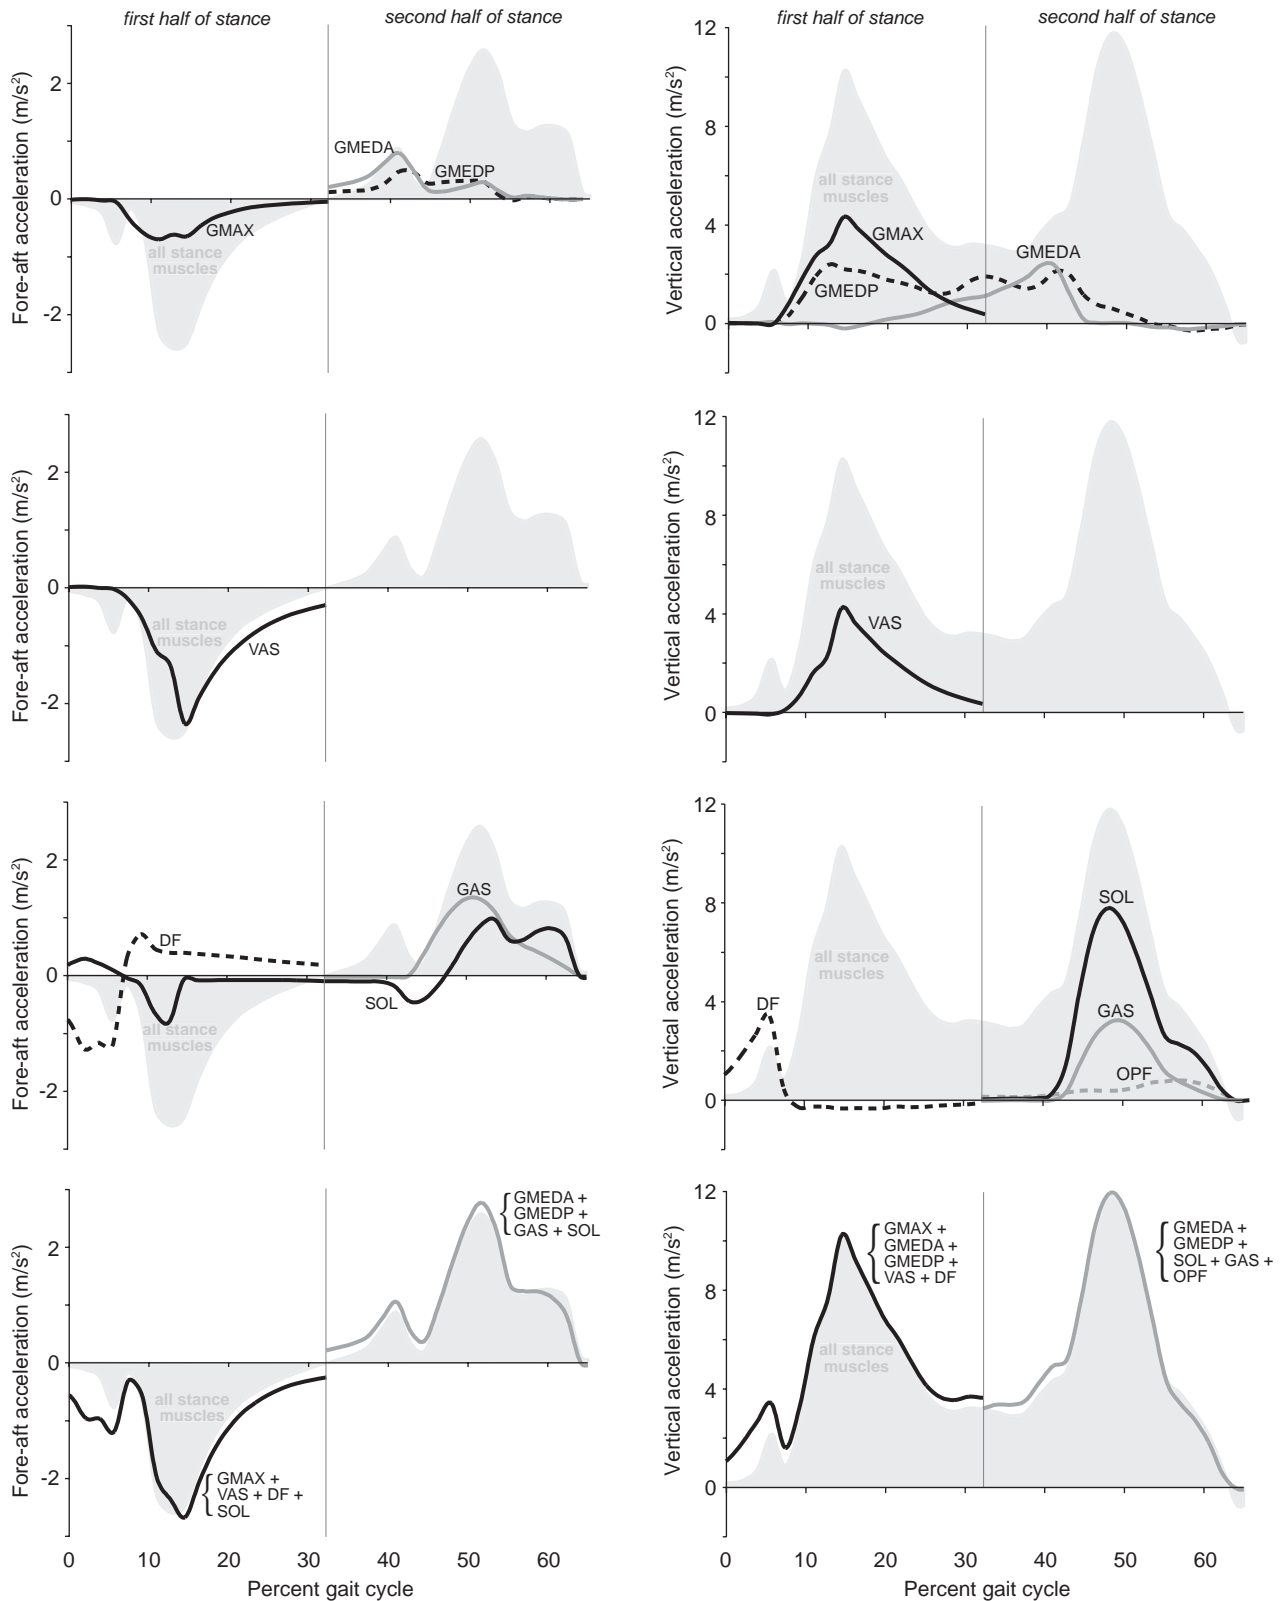 first half of stance
second half of stance
first half of stance
second half of stance
Fore-aft acceleration (m/s²)
2
0
-2
GMEDA
GMEDP
GMAX
all stance
muscles
Vertical acceleration (m/s²)
12
8
4
0
all stance
muscles
GMAX
GMEDP
GMEDA
Fore-aft acceleration (m/s²)
2
0
-2
all stance
muscles
VAS
Vertical acceleration (m/s²)
12
8
4
0
all stance
muscles
VAS
Fore-aft acceleration (m/s²)
2
0
-2
DF
GAS
SOL
all stance
muscles
Vertical acceleration (m/s²)
12
8
4
0
all stance
muscles
DF
SOL
GAS
OPF
Fore-aft acceleration (m/s²)
2
0
-2
GMEDA +
GMEDP +
GAS + SOL
all stance
muscles
GMAX +
VAS + DF +
SOL
0 10 20 30 40 50 60
Percent gait cycle
Vertical acceleration (m/s²)
12
8
4
0
GMAX +
GMEDA +
GMEDP +
VAS + DF
all stance
muscles
GMEDA +
GMEDP +
SOL + GAS +
OPF
0 10 20 30 40 50 60
Percent gait cycle